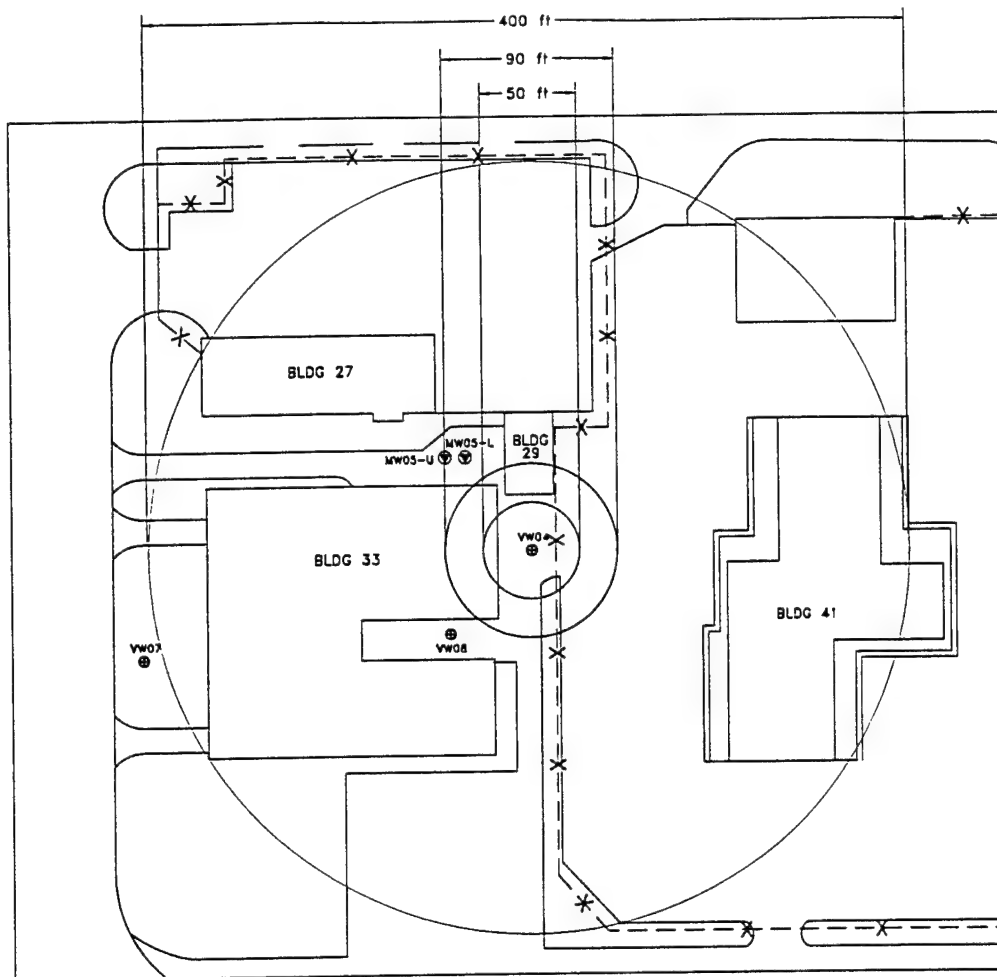 400 ft
90 ft
50 ft
BLDG 27
MW05-L
BLDG
29
MW05-U
BLDG 33
VW04
BLDG 41
VW08
VW07